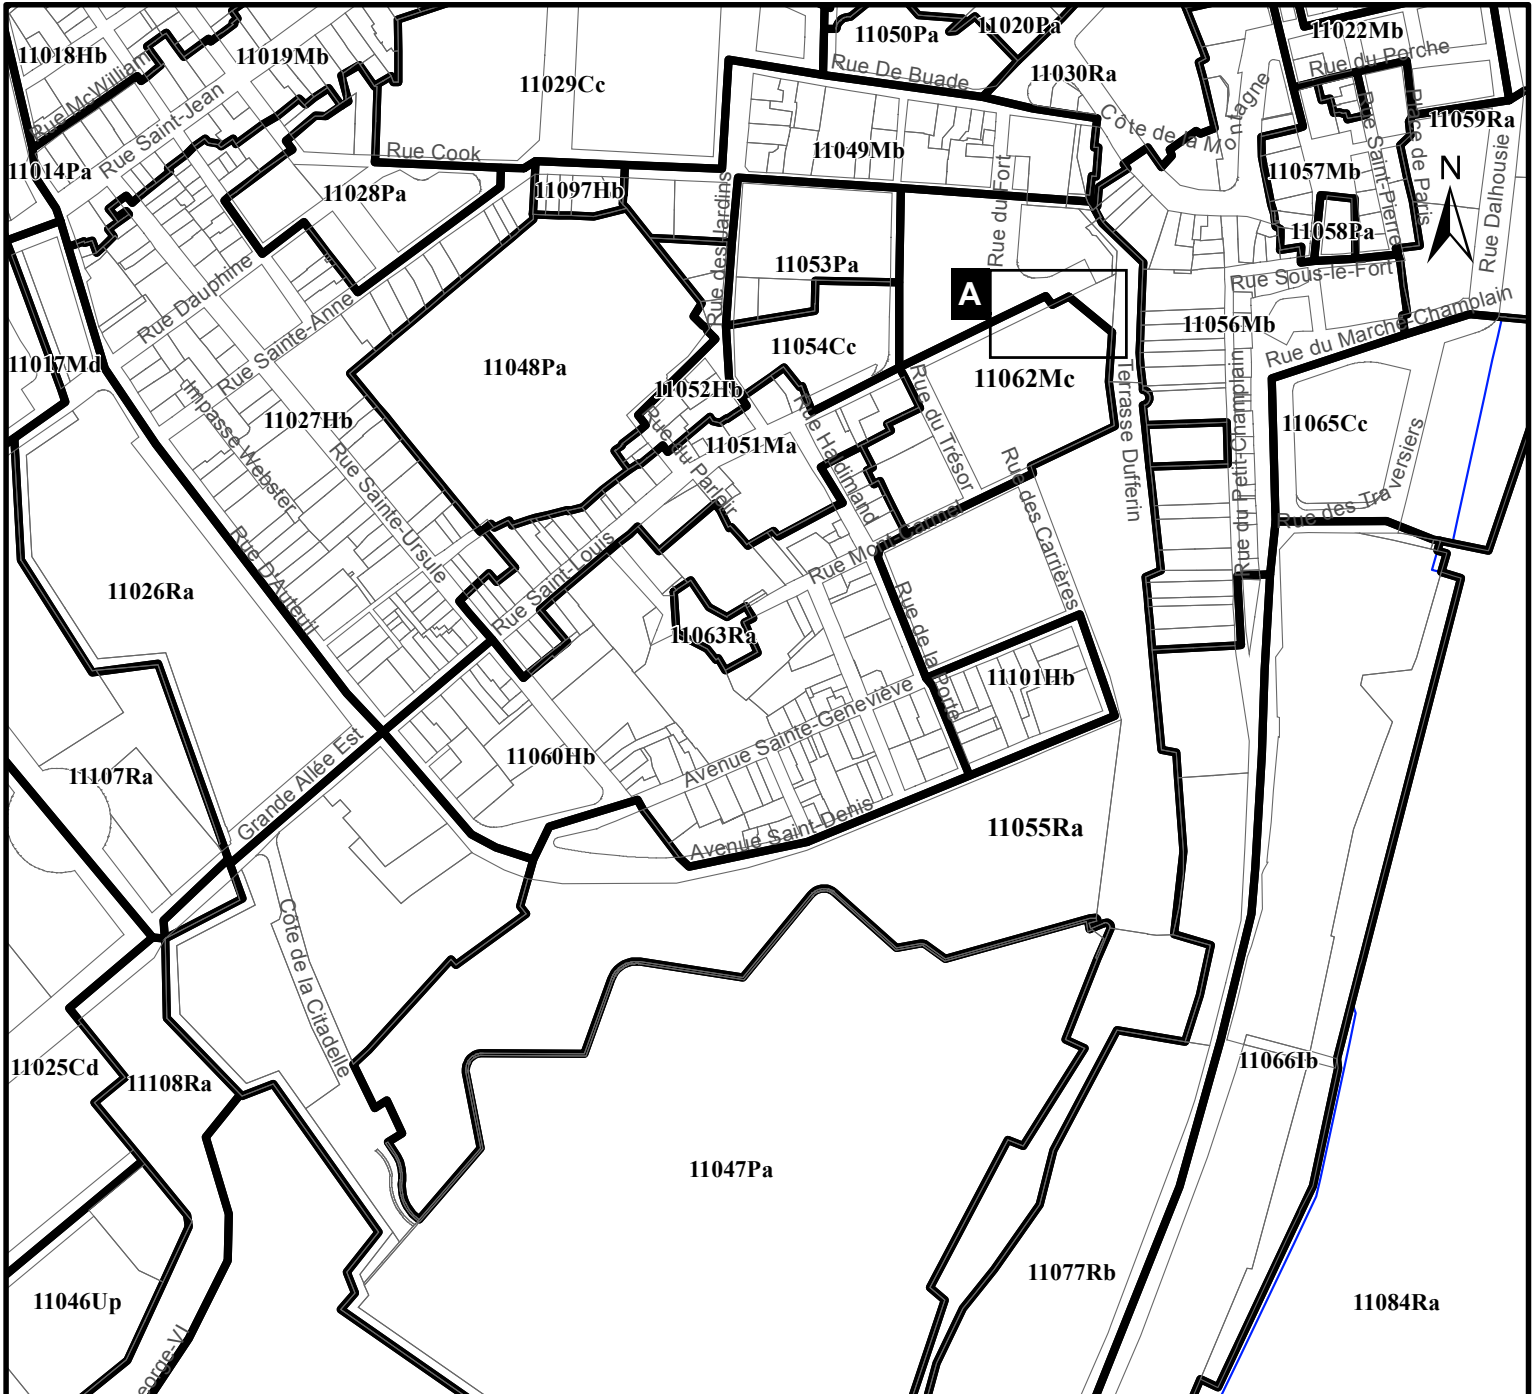 11018Hb
11019Mb
11029Cc
11050Pa
11020Pa
11022Mb
Rue McWilliam
Rue Saint-Jean
Rue De Buade
11030Ra
Rue du Porche
Côte de la Montagne
11014Pa
Rue Cook
11028Pa
11097Hb
11049Mb
Rue du Fort
11057Mb
Rue Saint-Pierre
Place de Paris
11059Ra
N
Rue Dalhousie
11058Pa
Rue des Jardins
11053Pa
Rue Dauphine
Rue Sainte-Anne
A
Rue Sous-le-Fort
11056Mb
Rue du Marché-Champlain
11017Md
11048Pa
11054Cc
11062Mc
11052Hb
11027Hb
Impasse Webster
Rue Sainte-Ursule
Rue du Parloir
11051Ma
Rue Haldimand
Rue du Trésor
Rue des Carrières
Terrasse Dufferin
Rue du Petit-Champlain
11065Cc
Rue des Traversiers
11026Ra
Rue D'Auteuil
Rue Saint-Louis
Rue Mont-Carmel
11063Ra
Rue de la Porte
11101Hb
11060Hb
Avenue Sainte-Geneviève
11107Ra
Grande Allée Est
Avenue Saint-Denis
11055Ra
Côte de la Citadelle
11025Cd
11108Ra
11066Ib
11047Pa
11046Up
11077Rb
11084Ra
eorge-VI